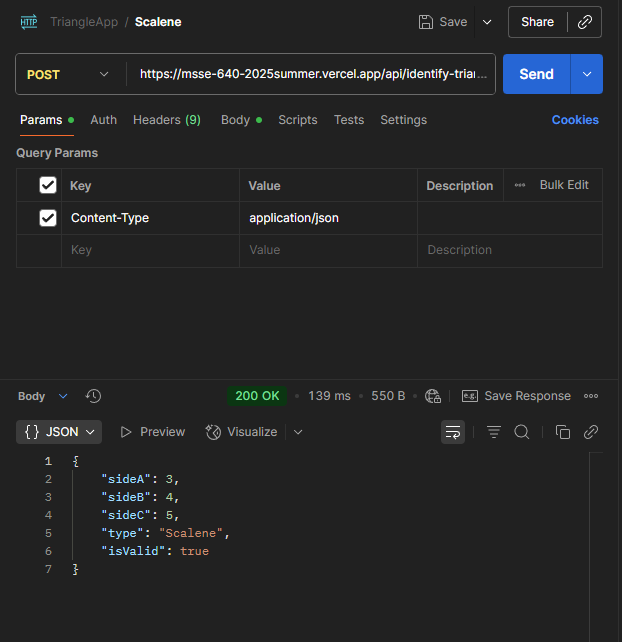 HTTP TriangleApp / Scalene Save Share
POST https://msse-640-2025summer.vercel.app/api/identify-trian... Send
Params Auth Headers (9) Body Scripts Tests Settings Cookies
Query Params
Key Value Description Bulk Edit
Content-Type application/json
Key Value Description
Body 200 OK 139 ms 550 B e.g. Save Response
{} JSON Preview Visualize
1 {
2 "sideA": 3,
3 "sideB": 4,
4 "sideC": 5,
5 "type": "Scalene",
6 "isValid": true
7 }